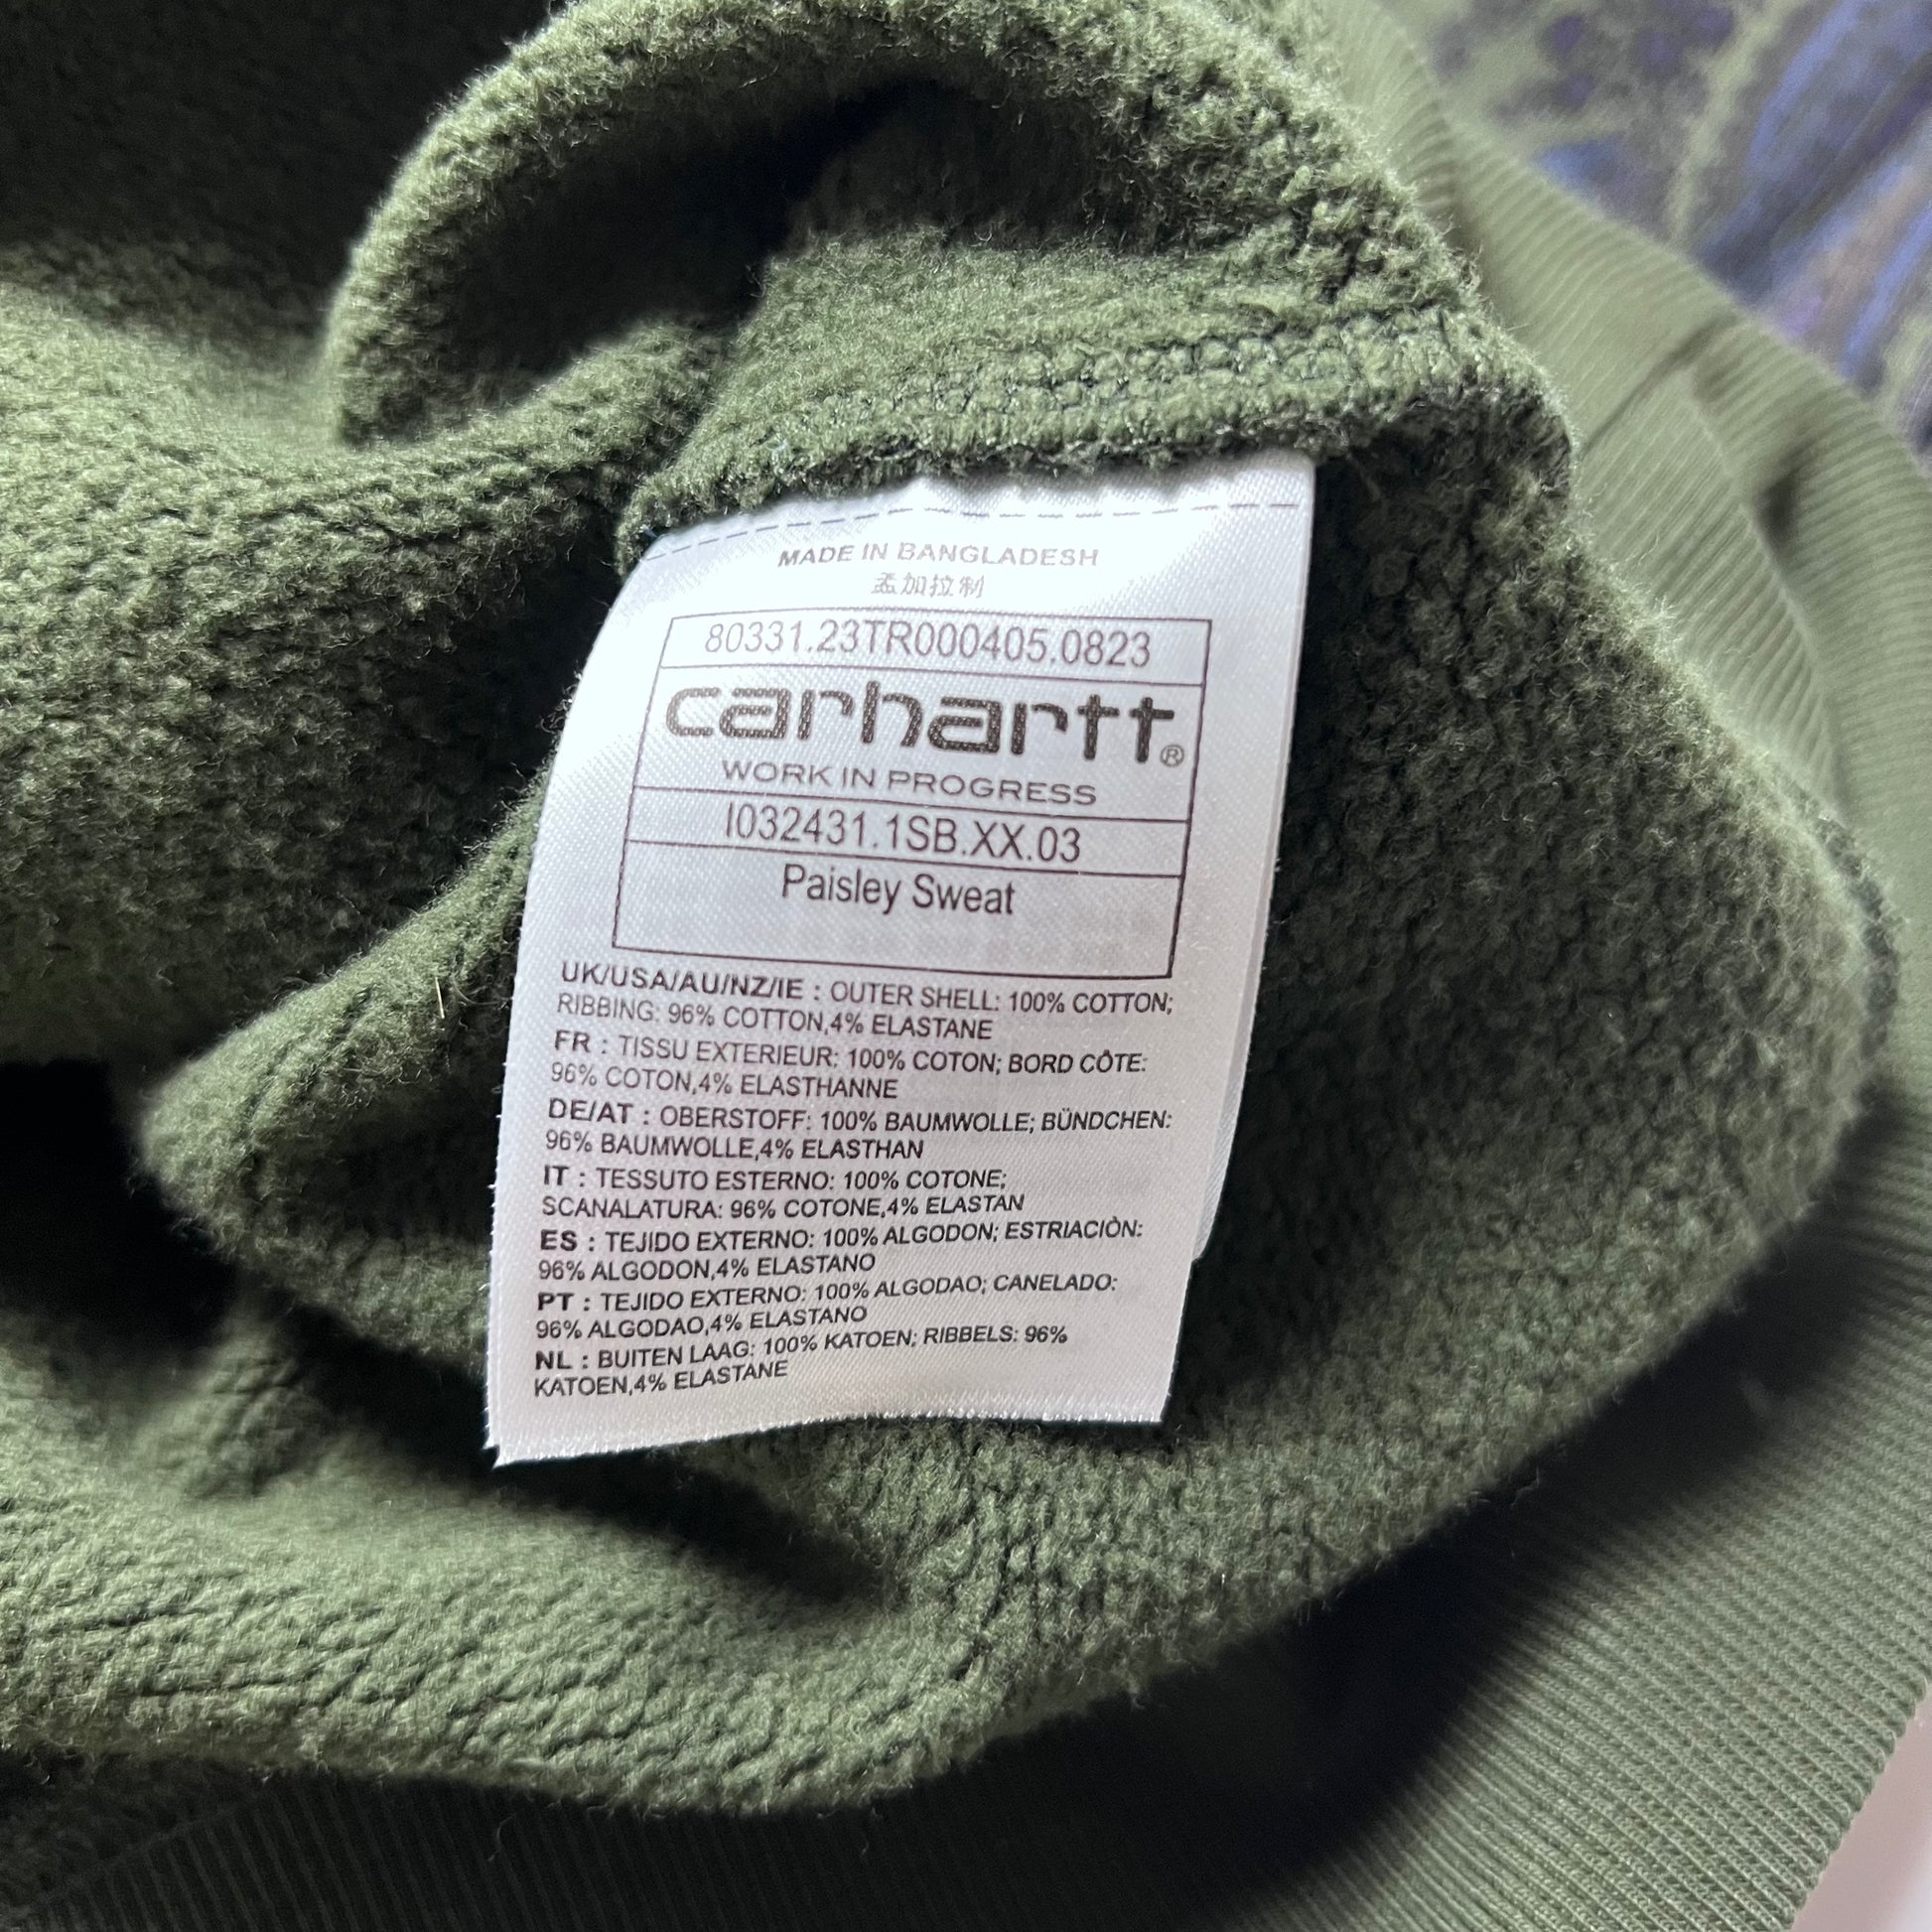 MADE IN BANGLADESH
孟加拉制
80331.23TR000405.0823
carhartt®
WORK IN PROGRESS
I032431.1SB.XX.03
Paisley Sweat
UK/USA/AU/NZ/IE : OUTER SHELL: 100% COTTON;
RIBBING: 96% COTTON,4% ELASTANE
FR : TISSU EXTERIEUR: 100% COTON; BORD CÔTE:
96% COTON,4% ELASTHANNE
DE/AT : OBERSTOFF: 100% BAUMWOLLE; BÜNDCHEN:
96% BAUMWOLLE,4% ELASTHAN
IT : TESSUTO ESTERNO: 100% COTONE;
SCANALATURA: 96% COTONE,4% ELASTAN
ES : TEJIDO EXTERNO: 100% ALGODON; ESTRIACIÒN:
96% ALGODON,4% ELASTANO
PT : TEJIDO EXTERNO: 100% ALGODAO; CANELADO:
96% ALGODAO,4% ELASTANO
NL : BUITEN LAAG: 100% KATOEN; RIBBELS: 96%
KATOEN,4% ELASTANE